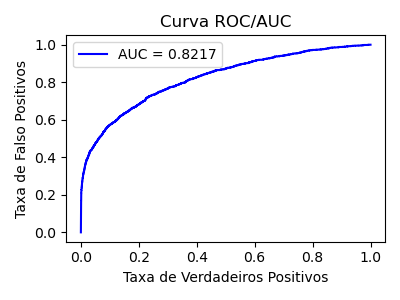 Curva ROC/AUC
AUC = 0.8217
Taxa de Falso Positivos
1.0
0.8
0.6
0.4
0.2
0.0
0.0 0.2 0.4 0.6 0.8 1.0
Taxa de Verdadeiros Positivos